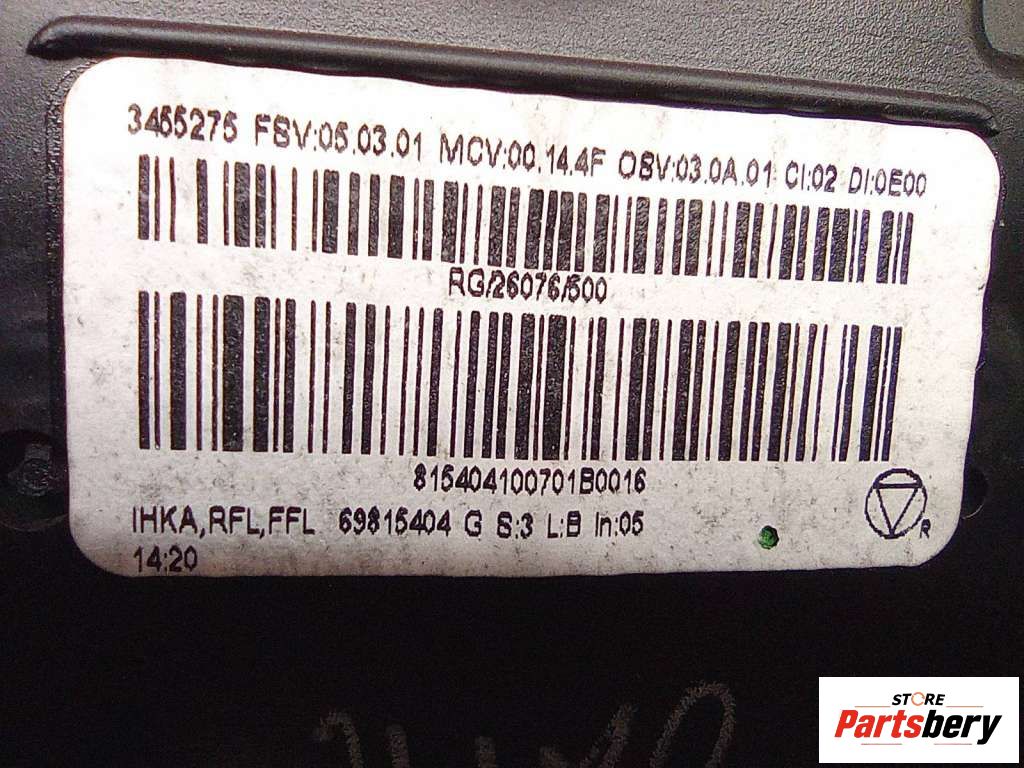 3455275 FSV:05.03.01 MCV:00.14.4F OSV:03.0A.01 CI:02 DI:0E00
RG/26076/500
815404100701B0016
IHKA,RFL,FFL 69815404 G S:3 L:B In:05
R
14:20
STORE
Partsbery